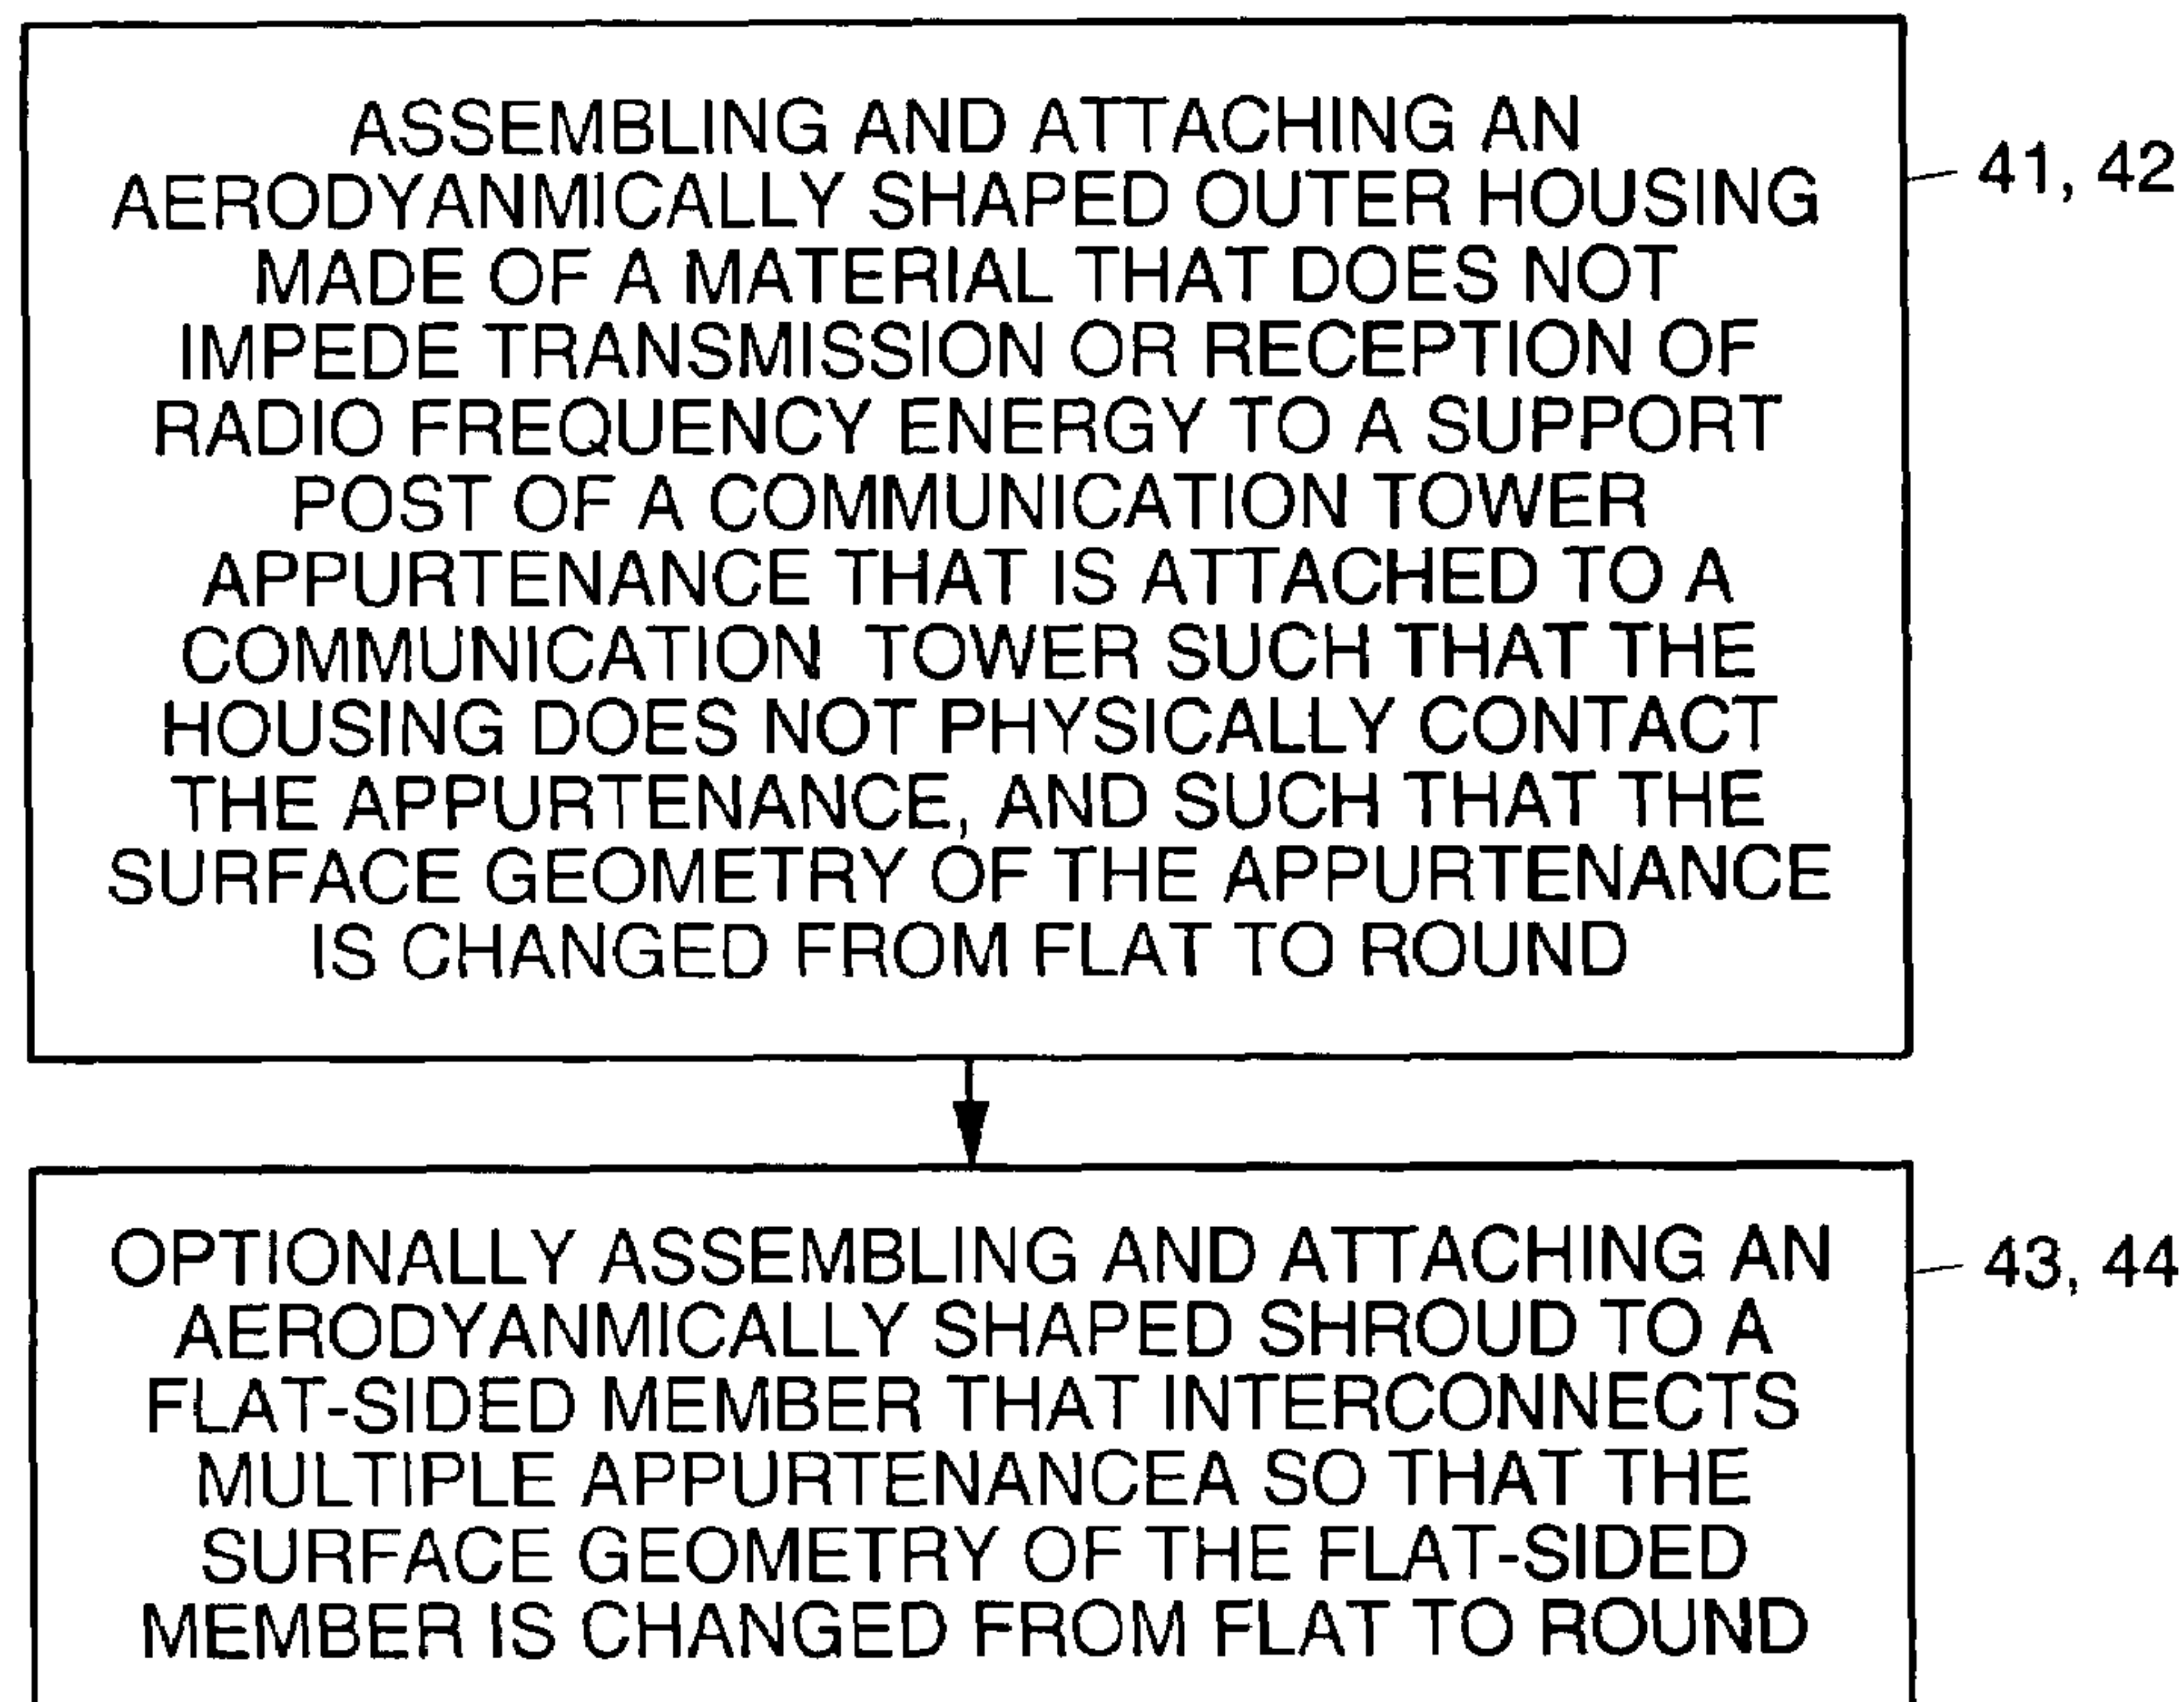 ASSEMBLING AND ATTACHING AN
AERODYANMICALLY SHAPED OUTER HOUSING
MADE OF A MATERIAL THAT DOES NOT
IMPEDE TRANSMISSION OR RECEPTION OF
RADIO FREQUENCY ENERGY TO A SUPPORT
POST OF A COMMUNICATION TOWER
APPURTENANCE THAT IS ATTACHED TO A
COMMUNICATION TOWER SUCH THAT THE
HOUSING DOES NOT PHYSICALLY CONTACT
THE APPURTENANCE, AND SUCH THAT THE
SURFACE GEOMETRY OF THE APPURTENANCE
IS CHANGED FROM FLAT TO ROUND
41, 42
OPTIONALLY ASSEMBLING AND ATTACHING AN
AERODYANMICALLY SHAPED SHROUD TO A
FLAT-SIDED MEMBER THAT INTERCONNECTS
MULTIPLE APPURTENANCEA SO THAT THE
SURFACE GEOMETRY OF THE FLAT-SIDED
MEMBER IS CHANGED FROM FLAT TO ROUND
43, 44